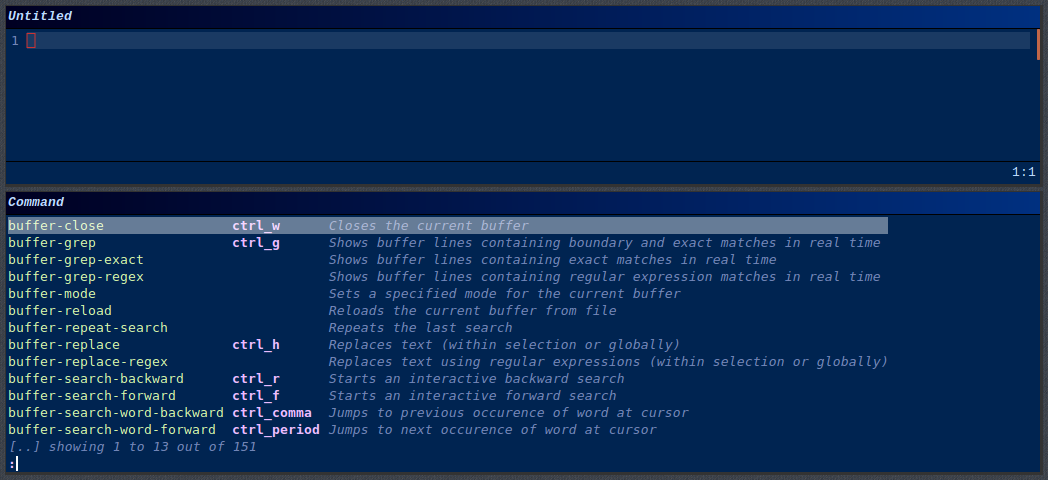 Untitled
1
1:1
Command
buffer-close ctrl_w Closes the current buffer
buffer-grep ctrl_g Shows buffer lines containing boundary and exact matches in real time
buffer-grep-exact Shows buffer lines containing exact matches in real time
buffer-grep-regex Shows buffer lines containing regular expression matches in real time
buffer-mode Sets a specified mode for the current buffer
buffer-reload Reloads the current buffer from file
buffer-repeat-search Repeats the last search
buffer-replace ctrl_h Replaces text (within selection or globally)
buffer-replace-regex Replaces text using regular expressions (within selection or globally)
buffer-search-backward ctrl_r Starts an interactive backward search
buffer-search-forward ctrl_f Starts an interactive forward search
buffer-search-word-backward ctrl_comma Jumps to previous occurence of word at cursor
buffer-search-word-forward ctrl_period Jumps to next occurence of word at cursor
[..] showing 1 to 13 out of 151
: